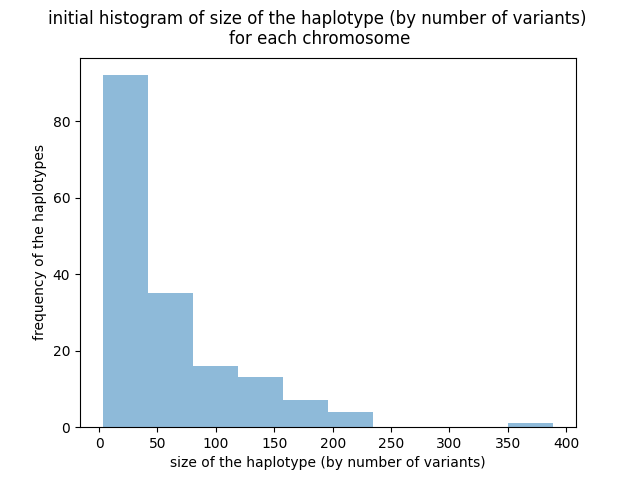 initial histogram of size of the haplotype (by number of variants)
for each chromosome
frequency of the haplotypes
80
60
40
20
0
0 50 100 150 200 250 300 350 400
size of the haplotype (by number of variants)